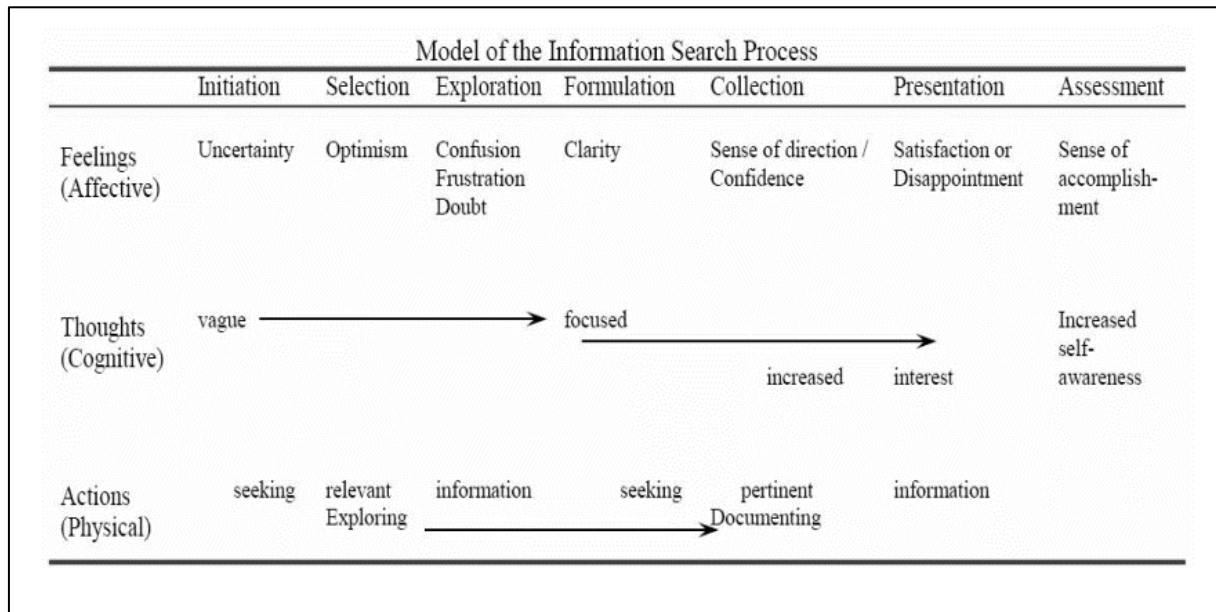 Model of the Information Search Process
Initiation Selection Exploration Formulation Collection Presentation Assessment
Feelings (Affective)
Uncertainty
Optimism
Confusion
Frustration
Doubt
Clarity
Sense of direction /
Confidence
Satisfaction or
Disappointment
Sense of
accomplish-
ment
Thoughts
(Cognitive)
vague
focused
increased interest
Increased
self-
awareness
Actions
(Physical)
seeking relevant information seeking pertinent information
Exploring Documenting